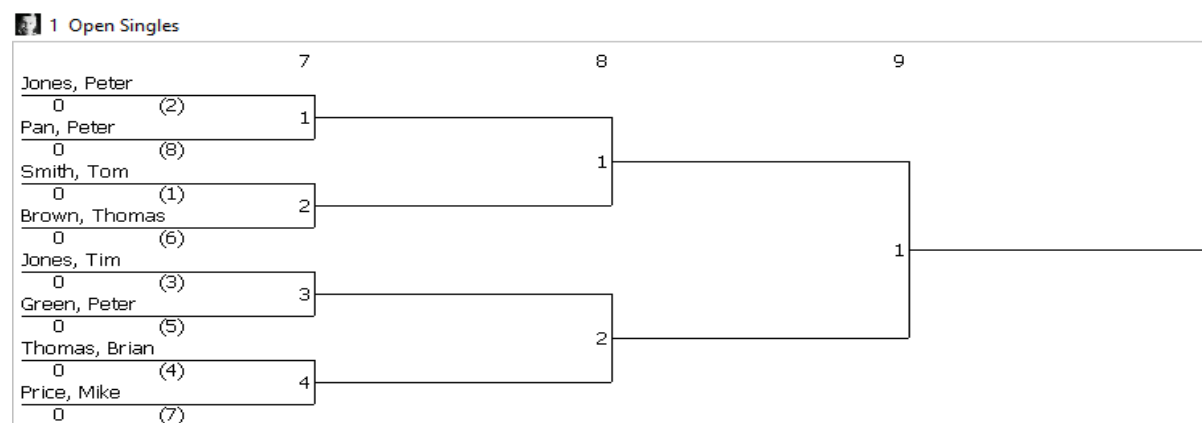 1 Open Singles
7 8 9
Jones, Peter
0 (2)
1
Pan, Peter
0 (8)
1
Smith, Tom
0 (1)
2
Brown, Thomas
0 (6)
1
Jones, Tim
0 (3)
3
Green, Peter
0 (5)
2
Thomas, Brian
0 (4)
4
Price, Mike
0 (7)